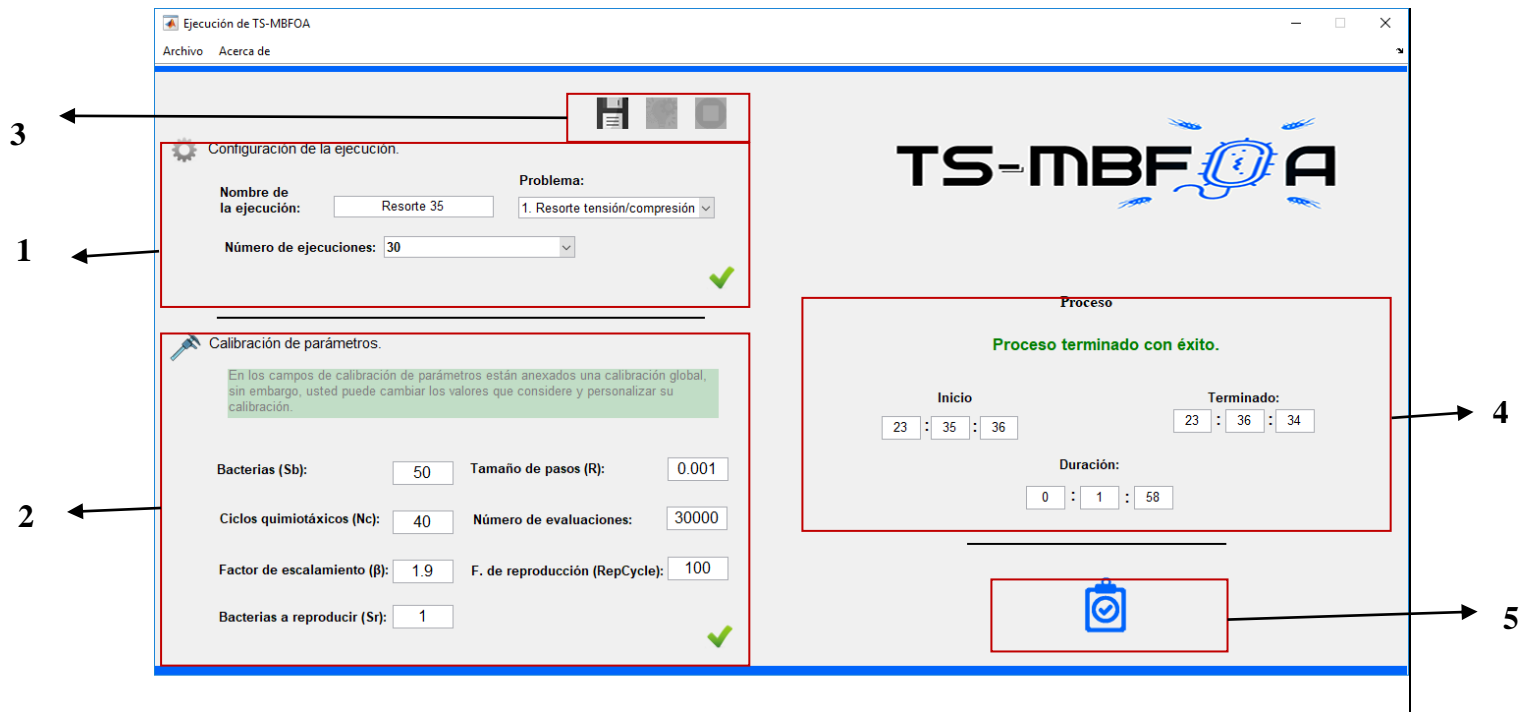 Ejecución de TS-MBFOA
Archivo Acerca de
3
Configuración de la ejecución.
Nombre de
la ejecución:
Resorte 35
Problema:
1. Resorte tensión/compresión
1
Número de ejecuciones: 30
TS-MBFOA
2
Calibración de parámetros.
En los campos de calibración de parámetros están anexados una calibración global,
sin embargo, usted puede cambiar los valores que considere y personalizar su
calibración.
Bacterias (Sb): 50 Tamaño de pasos (R): 0.001
Ciclos quimiotáxicos (Nc): 40 Número de evaluaciones: 30000
Factor de escalamiento (β): 1.9 F. de reproducción (RepCycle): 100
Bacterias a reproducir (Sr): 1
Proceso
Proceso terminado con éxito.
Inicio Terminado:
23 : 35 : 36 23 : 36 : 34
Duración:
0 : 1 : 58
4
5